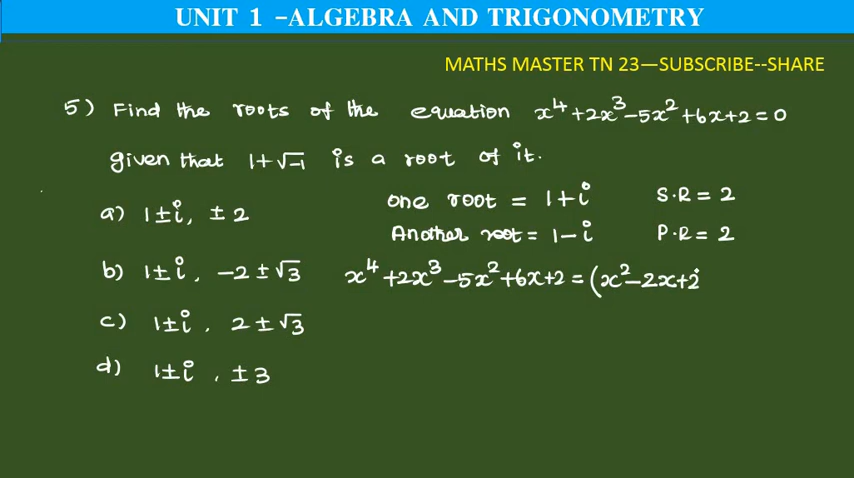 UNIT 1 -ALGEBRA AND TRIGONOMETRY
MATHS MASTER TN 23—SUBSCRIBE--SHARE
5) Find the roots of the equation x⁴+2x³-5x²+6x+2=0
given that 1+√-1 is a root of it.
a) 1±i, ±2
b) 1±i, -2±√3
c) 1±i, 2±√3
d) 1±i, ±3
one root = 1+i S.R = 2
Another root = 1-i P.R = 2
x⁴+2x³-5x²+6x+2 = (x²-2x+2